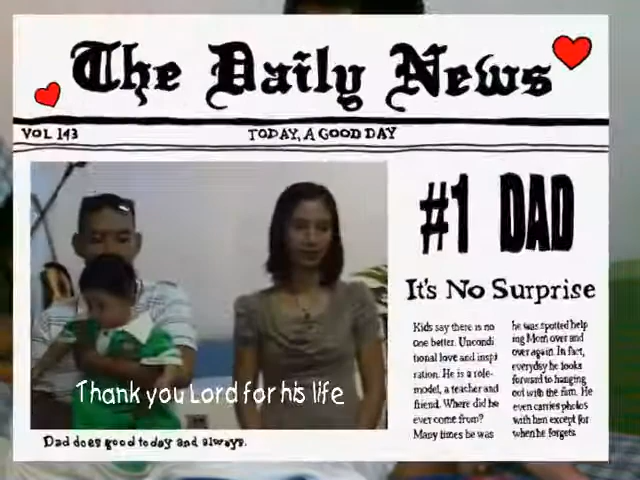 The Daily News
VOL 143
TODAY, A GOOD DAY
#1 DAD
It's No Surprise
Kids say there is no
one better. Uncondi
tional love and inspi
ration. He is a role-
model, a teacher and
friend. Where did he
ever come from?
Many times he was
he was spotted help
ing Mom over and
over again. In fact,
everyday he looks
forward to hanging
out with the fam. He
even carries photos
with him except for
when he forgets.
Thank you Lord for his life
Dad does good today and always.